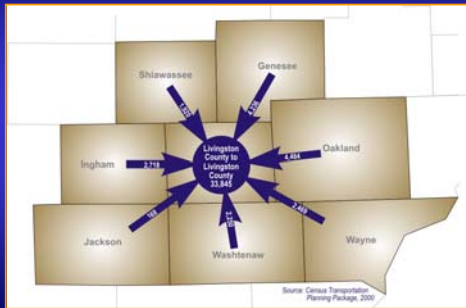 Shiawassee
Genesee
Livingston
County to
Livingston
County
33,845
Ingham
2,718
Oakland
4,484
Jackson
Washtenaw
Wayne
Source: Census Transportation
Planning Package, 2000